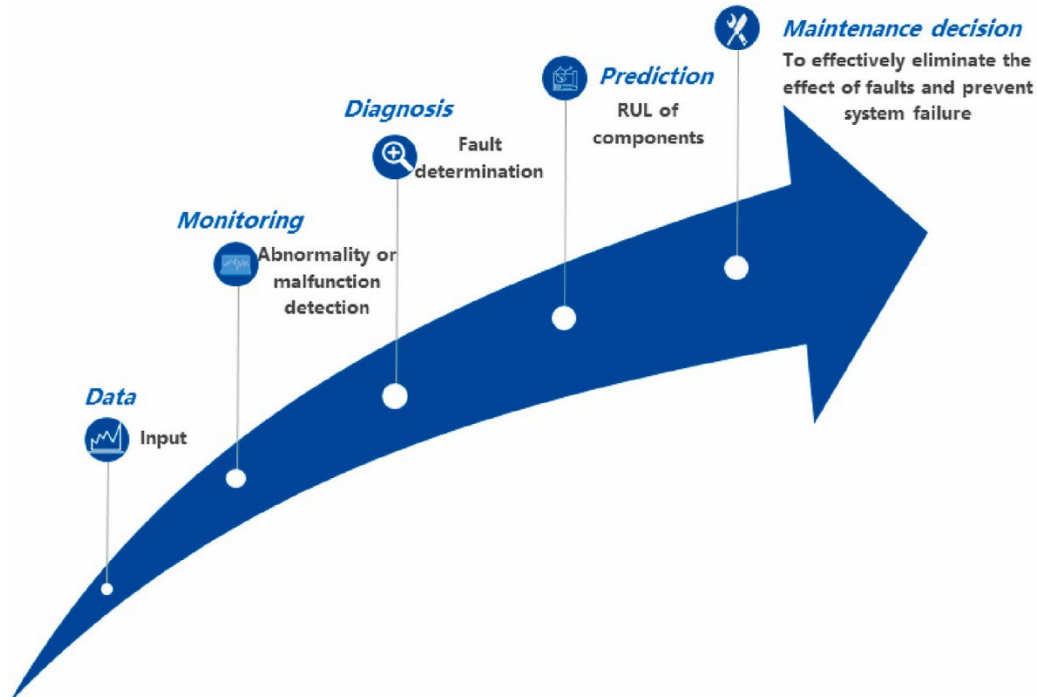 Maintenance decision
To effectively eliminate the
effect of faults and prevent
system failure
Prediction
RUL of
components
Diagnosis
Fault
determination
Monitoring
Abnormality or
malfunction
detection
Data
Input